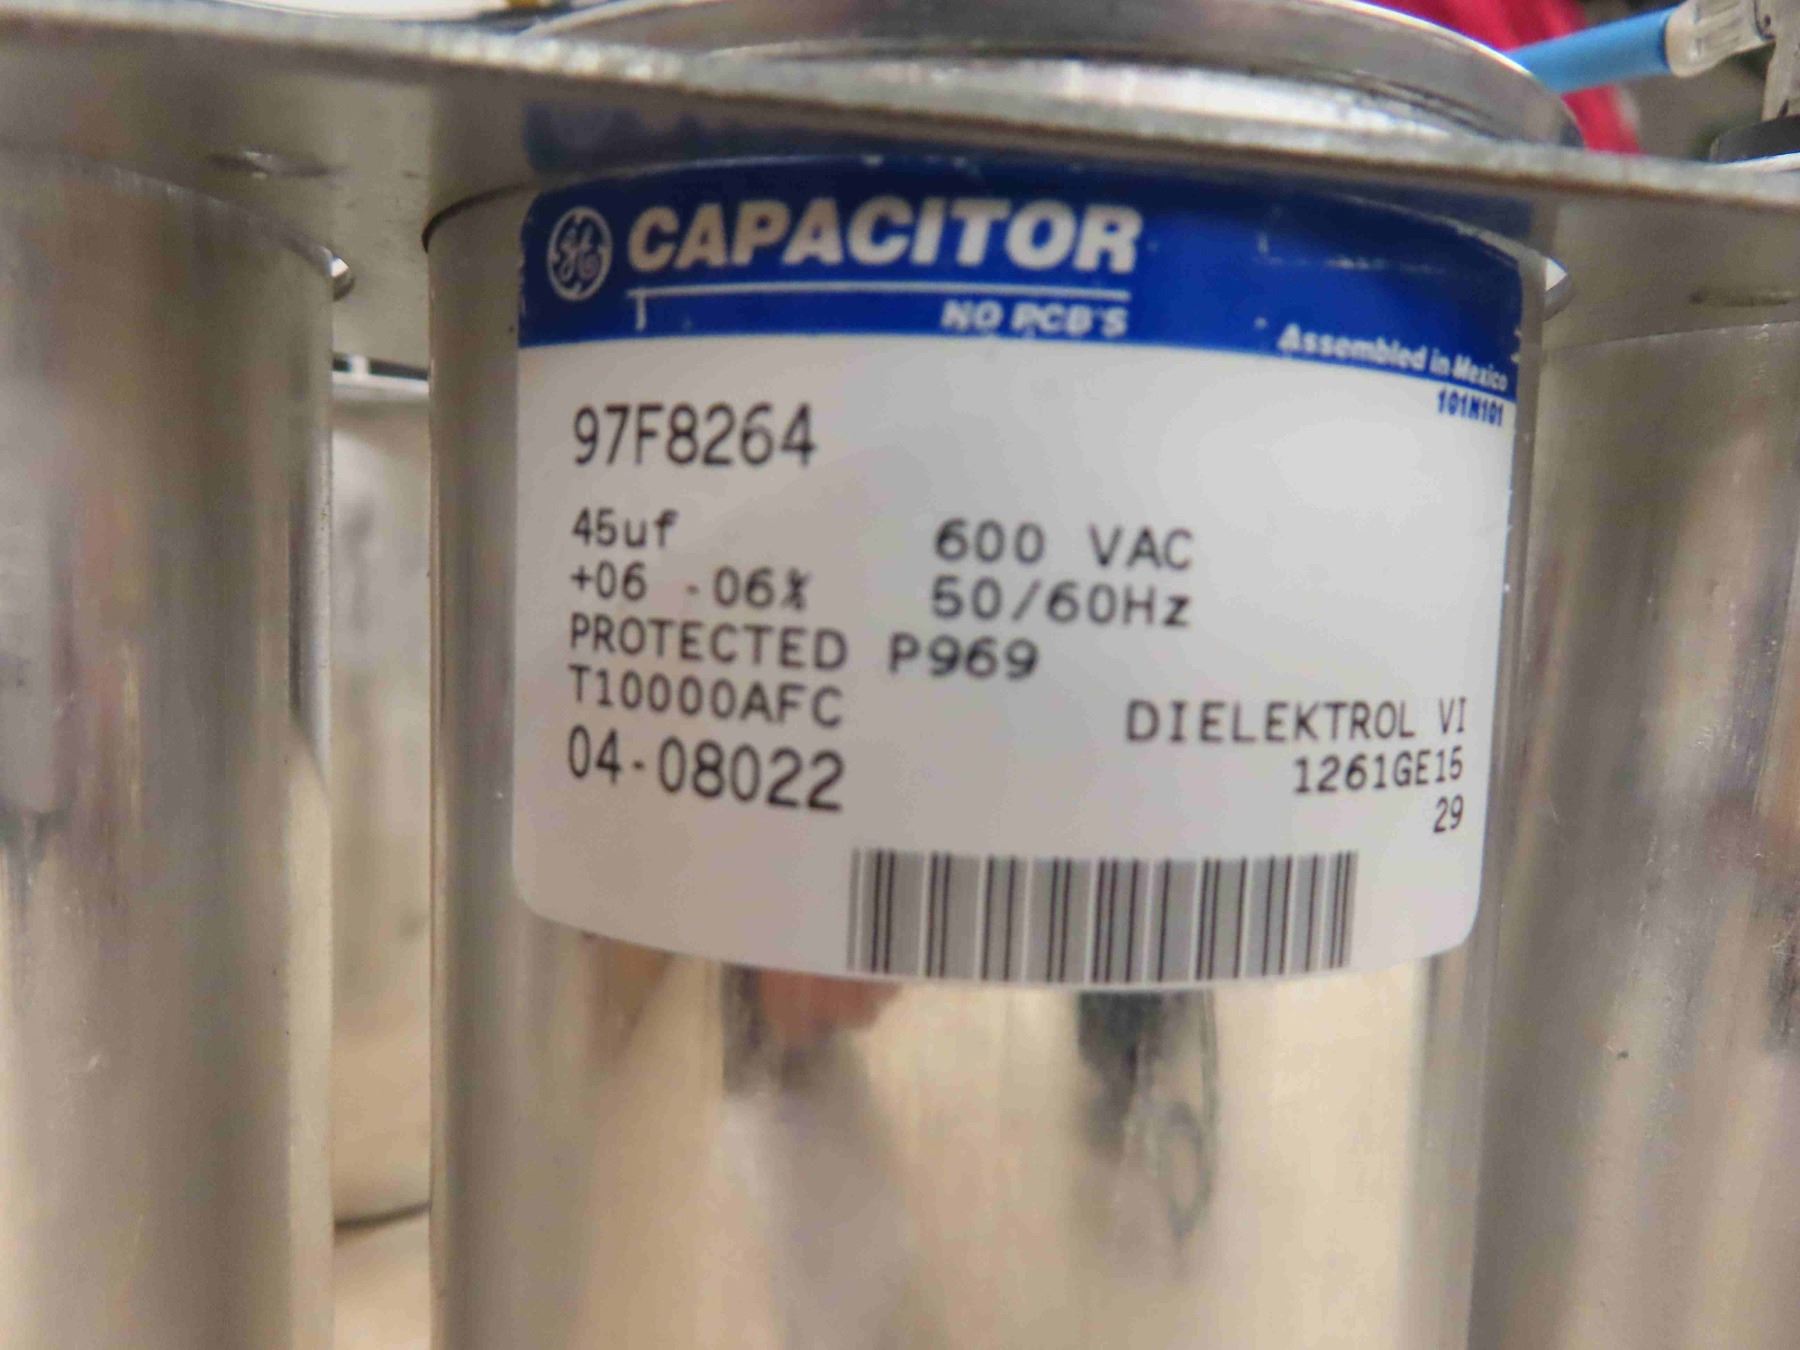 GE CAPACITOR
NO PCB'S
Assembled in Mexico
101N101
97F8264
45uf 600 VAC
+06 -06% 50/60Hz
PROTECTED P969
T10000AFC
DIELEKTROL VI
04-08022
1261GE15
29